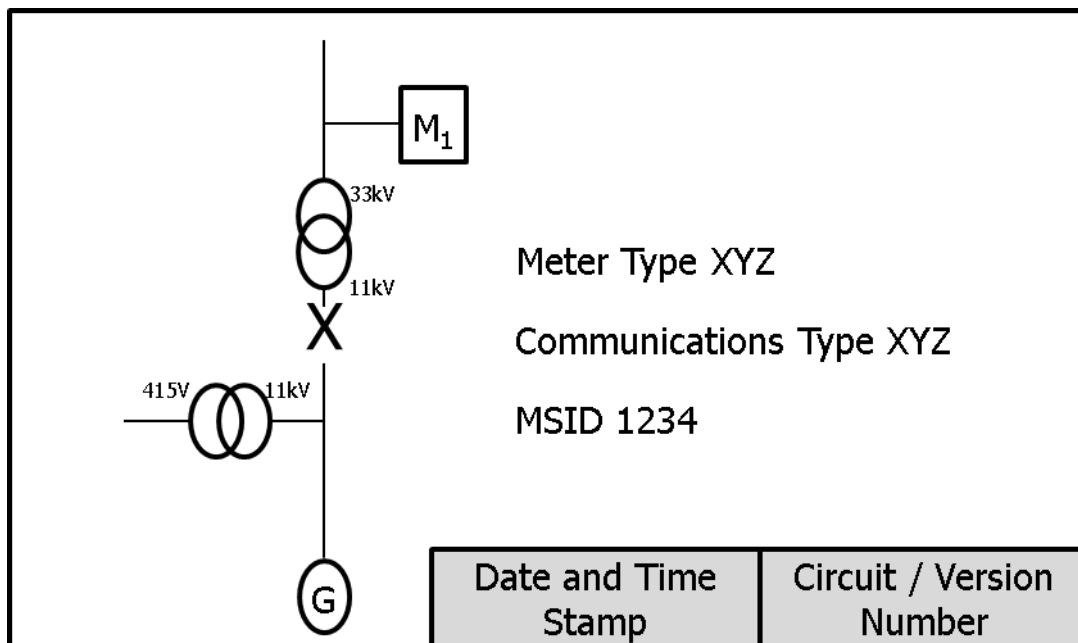 M₁
33kV
11kV
X
Meter Type XYZ
Communications Type XYZ
415V 11kV
MSID 1234
G
Date and Time
Stamp
Circuit / Version
Number